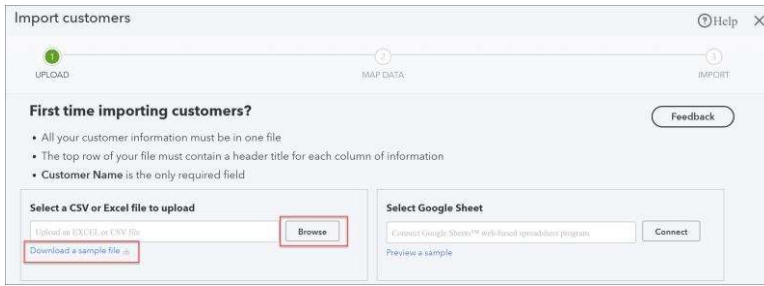 Import customers
Help
1
2
3
UPLOAD
MAP DATA
IMPORT
First time importing customers?
Feedback
• All your customer information must be in one file
• The top row of your file must contain a header title for each column of information
• Customer Name is the only required field
Select a CSV or Excel file to upload
Upload an EXCEL or CSV file
Browse
Download a sample file
Select Google Sheet
Connect Google Sheets™ web-based spreadsheet program
Connect
Preview a sample